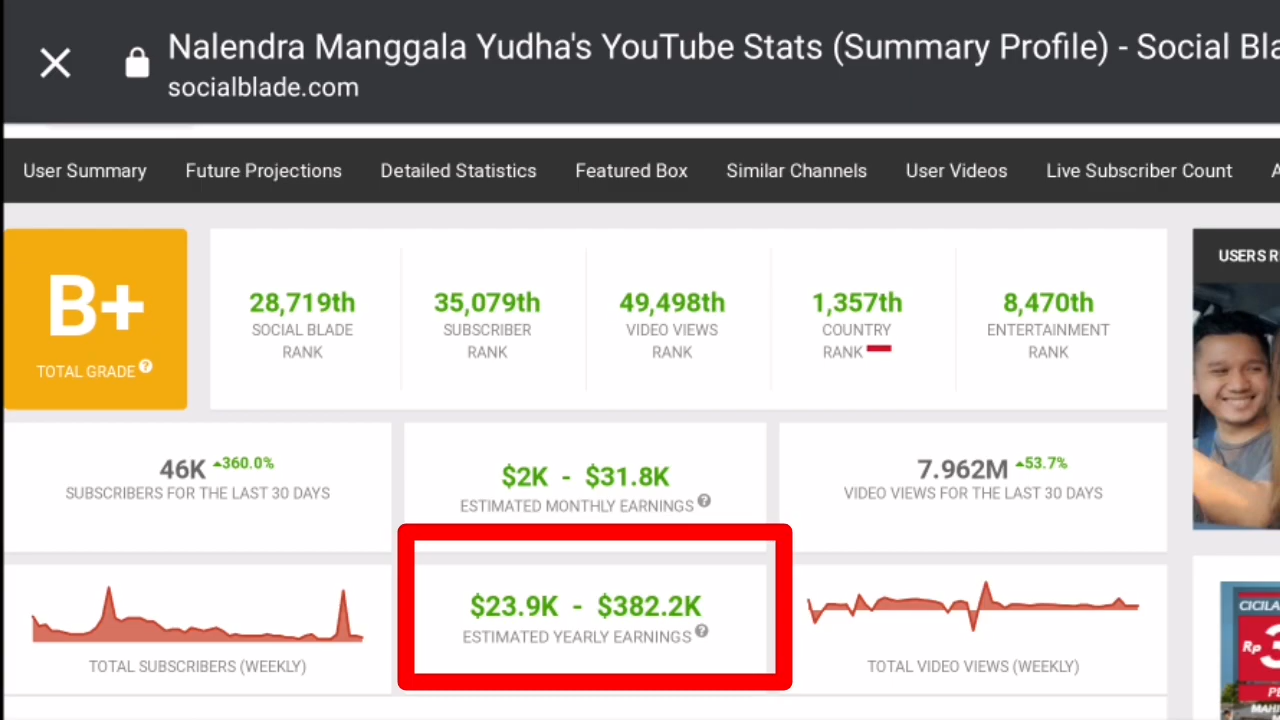 Nalendra Manggala Yudha's YouTube Stats (Summary Profile) - Social Bla
socialblade.com
User Summary Future Projections Detailed Statistics Featured Box Similar Channels User Videos Live Subscriber Count A
B+
TOTAL GRADE ?
28,719th
SOCIAL BLADE
RANK
35,079th
SUBSCRIBER
RANK
49,498th
VIDEO VIEWS
RANK
1,357th
COUNTRY
RANK
8,470th
ENTERTAINMENT
RANK
USERS R
46K 360.0%
SUBSCRIBERS FOR THE LAST 30 DAYS
$2K - $31.8K
ESTIMATED MONTHLY EARNINGS ?
7.962M 53.7%
VIDEO VIEWS FOR THE LAST 30 DAYS
TOTAL SUBSCRIBERS (WEEKLY)
$23.9K - $382.2K
ESTIMATED YEARLY EARNINGS ?
TOTAL VIDEO VIEWS (WEEKLY)
CICILA
Rp 3
PE
MAHI